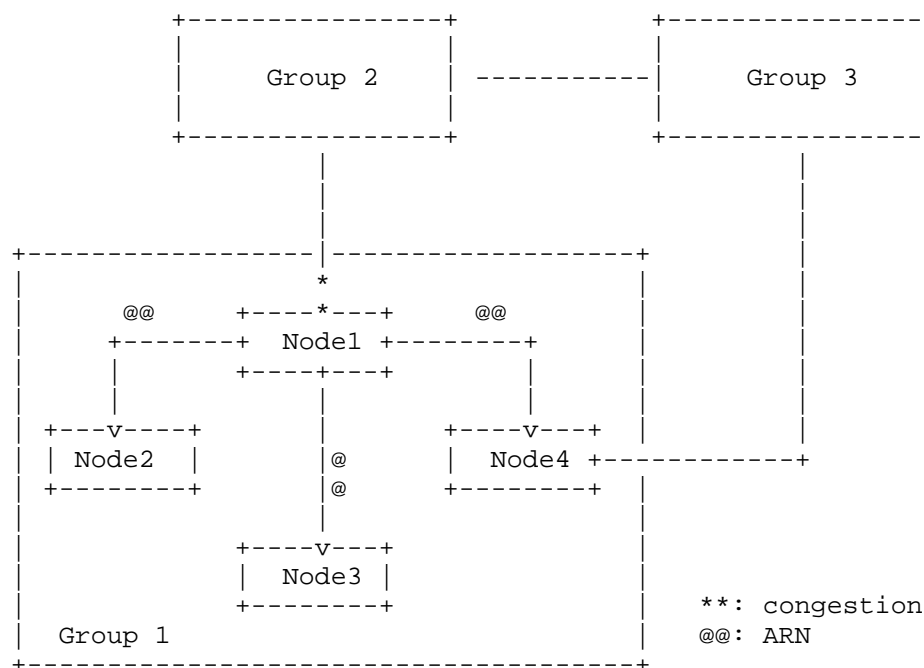 Group 2 Group 3
*
@@ * @@
Node1
v v
Node2 @ Node4
@
v
Node3
**: congestion
Group 1 @@: ARN